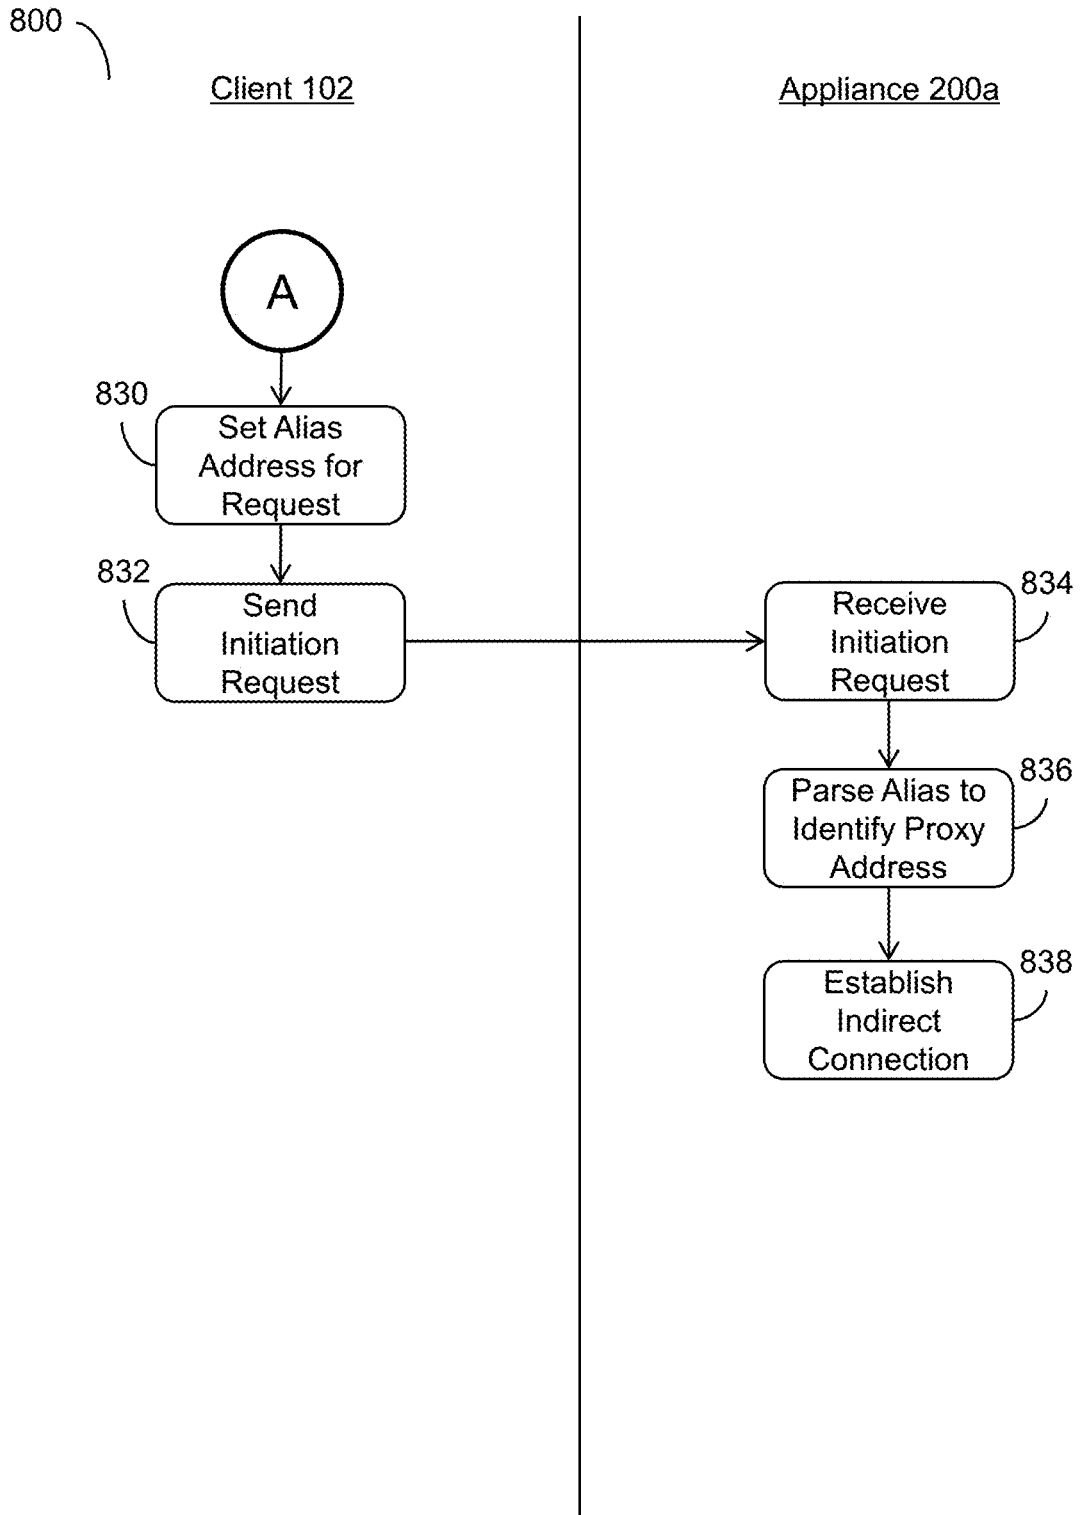 800
Client 102
Appliance 200a
A
830
Set Alias
Address for
Request
832
Send
Initiation
Request
834
Receive
Initiation
Request
836
Parse Alias to
Identify Proxy
Address
838
Establish
Indirect
Connection